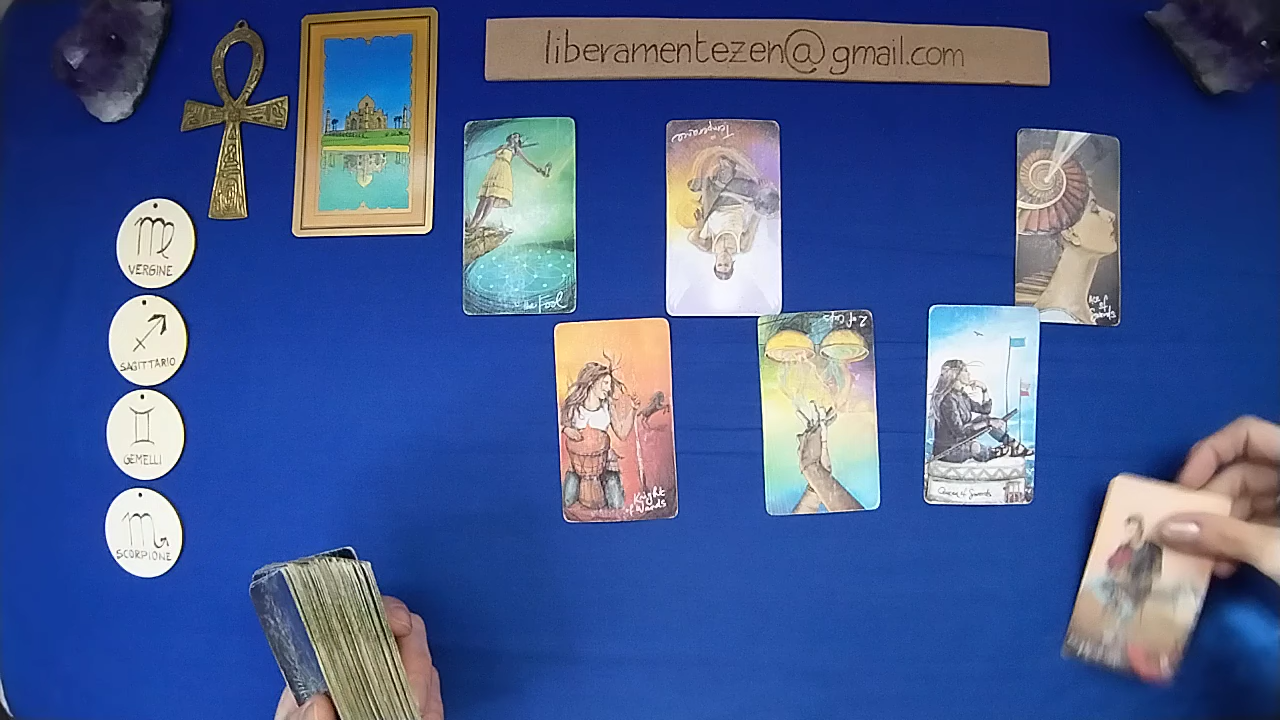 liberamentezen@gmail.com
VERGINE
SAGITTARIO
GEMELLI
SCORPIONE
the Fool
Temperance
Ace of Swords
Knight of Wands
2 of Cups
Queen of Swords